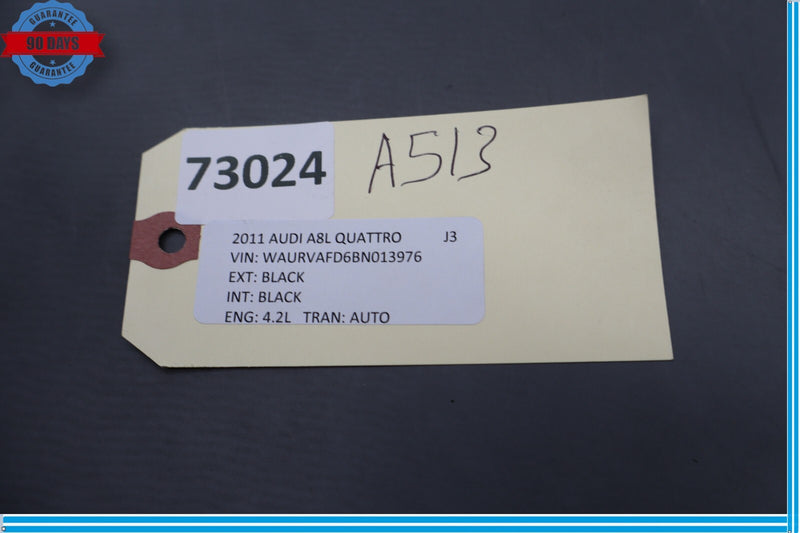 GUARANTEE
90 DAYS
GUARANTEE
73024
A513
2011 AUDI A8L QUATTRO J3
VIN: WAURVAFD6BN013976
EXT: BLACK
INT: BLACK
ENG: 4.2L TRAN: AUTO